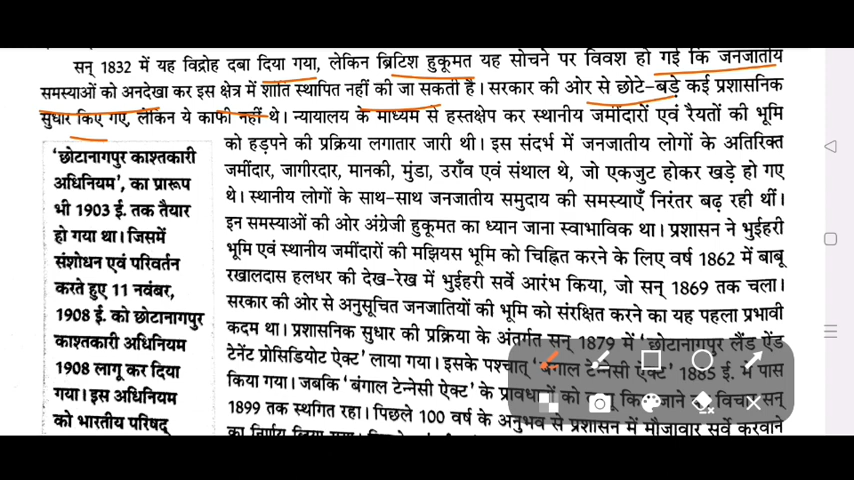 सन् 1832 में यह विद्रोह दबा दिया गया, लेकिन ब्रिटिश हुकूमत यह सोचने पर विवश हो गई कि जनजातीय
समस्याओं को अनदेखा कर इस क्षेत्र में शांति स्थापित नहीं की जा सकती है। सरकार की ओर से छोटे-बड़े कई प्रशासनिक
सुधार किए गए, लेकिन ये काफी नहीं थे। न्यायालय के माध्यम से हस्तक्षेप कर स्थानीय जमींदारों एवं रैयतों की भूमि
को हड़पने की प्रक्रिया लगातार जारी थी। इस संदर्भ में जनजातीय लोगों के अतिरिक्त
जमींदार, जागीरदार, मानकी, मुंडा, उराँव एवं संथाल थे, जो एकजुट होकर खड़े हो गए
थे। स्थानीय लोगों के साथ-साथ जनजातीय समुदाय की समस्याएँ निरंतर बढ़ रही थीं।
इन समस्याओं की ओर अंग्रेजी हुकूमत का ध्यान जाना स्वाभाविक था। प्रशासन ने भुईहरी
भूमि एवं स्थानीय जमींदारों की मझियस भूमि को चिह्नित करने के लिए वर्ष 1862 में बाबू
रखालदास हलधर की देख-रेख में भुईहरी सर्वे आरंभ किया, जो सन् 1869 तक चला।
सरकार की ओर से अनुसूचित जनजातियों की भूमि को संरक्षित करने का यह पहला प्रभावी
कदम था। प्रशासनिक सुधार की प्रक्रिया के अंतर्गत सन् 1879 में 'छोटानागपुर लैंड ऐंड
टेनेंट प्रोसिडियोट ऐक्ट' लाया गया। इसके पश्चात् 'बंगाल टेन्नेसी ऐक्ट' 1885 ई. में पास
किया गया। जबकि 'बंगाल टेन्नेसी ऐक्ट' के प्रावधानों को जाने विचार सन्
1899 तक स्थगित रहा। पिछले 100 वर्ष के अनुभव से प्रशासन में मौजावार सर्वे करवाने
का निर्णय लिया गया।
'छोटानागपुर काश्तकारी
अधिनियम', का प्रारूप
भी 1903 ई. तक तैयार
हो गया था। जिसमें
संशोधन एवं परिवर्तन
करते हुए 11 नवंबर,
1908 ई. को छोटानागपुर
काश्तकारी अधिनियम
1908 लागू कर दिया
गया। इस अधिनियम
को भारतीय परिषद्